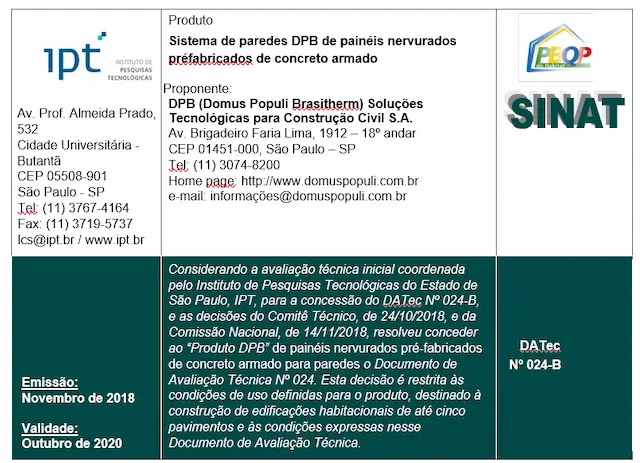 ipt
INSTITUTO DE
PESQUISAS
TECNOLÓGICAS
Av. Prof. Almeida Prado,
532
Cidade Universitária -
Butantã
CEP 05508-901
São Paulo - SP
Tel: (11) 3767-4164
Fax: (11) 3719-5737
lcs@ipt.br / www.ipt.br
Produto
Sistema de paredes DPB de painéis nervurados
préfabricados de concreto armado
Proponente:
DPB (Domus Populi Brasitherm) Soluções
Tecnológicas para Construção Civil S.A.
Av. Brigadeiro Faria Lima, 1912 – 18º andar
CEP 01451-000, São Paulo – SP
Tel: (11) 3074-8200
Home page: http://www.domuspopuli.com.br
e-mail: informações@domuspopuli.com.br
PBQP
SINAT
Emissão:
Novembro de 2018
Validade:
Outubro de 2020
Considerando a avaliação técnica inicial coordenada
pelo Instituto de Pesquisas Tecnológicas do Estado de
São Paulo, IPT, para a concessão do DATec Nº 024-B,
e as decisões do Comitê Técnico, de 24/10/2018, e da
Comissão Nacional, de 14/11/2018, resolveu conceder
ao “Produto DPB” de painéis nervurados pré-fabricados
de concreto armado para paredes o Documento de
Avaliação Técnica Nº 024. Esta decisão é restrita às
condições de uso definidas para o produto, destinado à
construção de edificações habitacionais de até cinco
pavimentos e às condições expressas nesse
Documento de Avaliação Técnica.
DATec
Nº 024-B